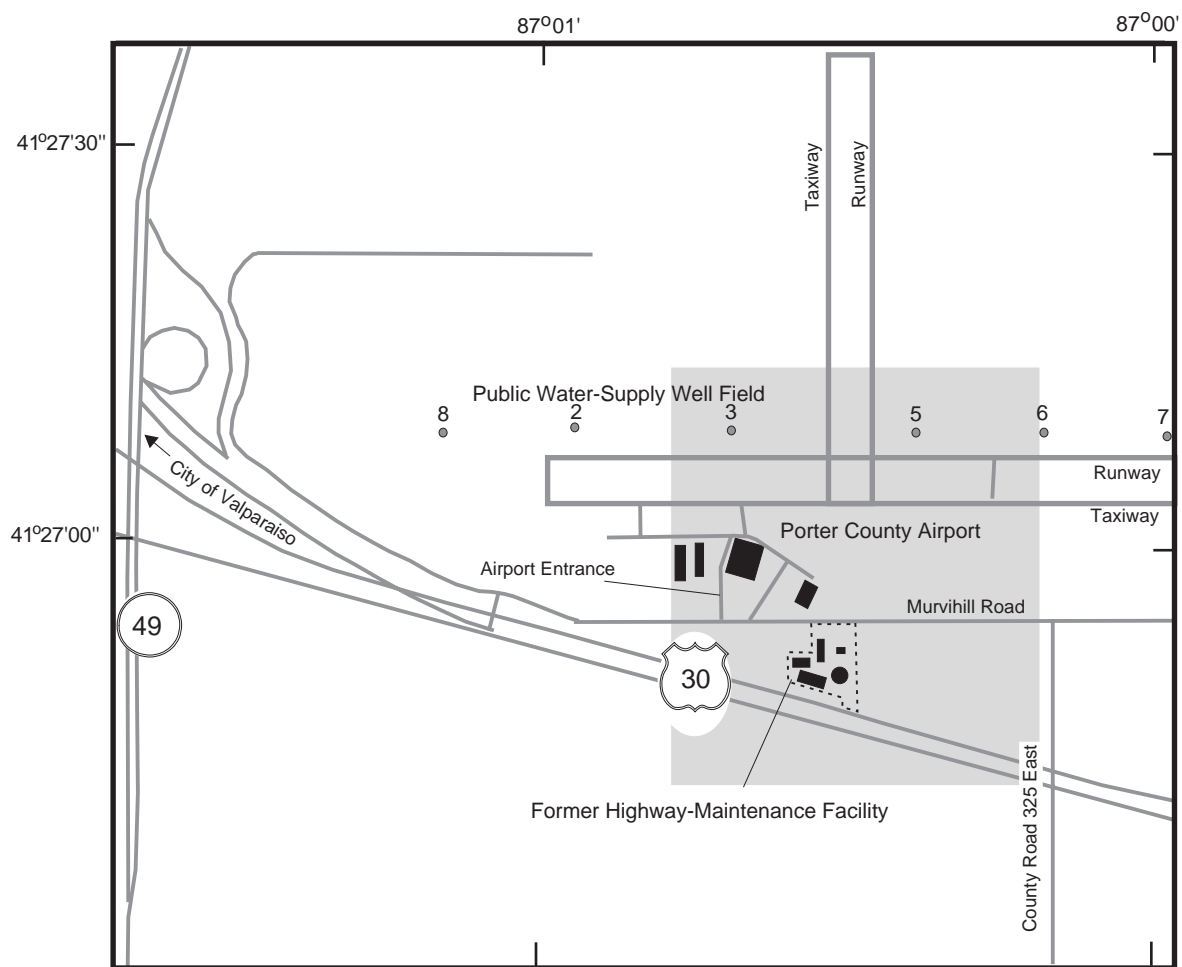 87°01'
87°00'
41°27'30"
Taxiway
Runway
Public Water-Supply Well Field
8
2
3
5
6
7
City of Valparaiso
Runway
Taxiway
41°27'00"
Porter County Airport
Airport Entrance
Murvihill Road
49
30
County Road 325 East
Former Highway-Maintenance Facility